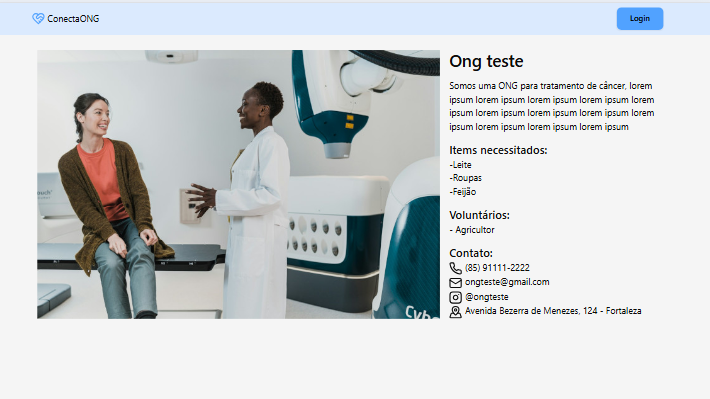 ConectaONG
Login
Ong teste
Somos uma ONG para tratamento de câncer, lorem
ipsum lorem ipsum lorem ipsum lorem ipsum lorem
ipsum lorem ipsum lorem ipsum lorem ipsum lorem
ipsum lorem ipsum lorem ipsum lorem ipsum
Items necessitados:
-Leite
-Roupas
-Feijão
Voluntários:
- Agricultor
Contato:
(85) 91111-2222
ongteste@gmail.com
@ongteste
Avenida Bezerra de Menezes, 124 - Fortaleza
Cybe